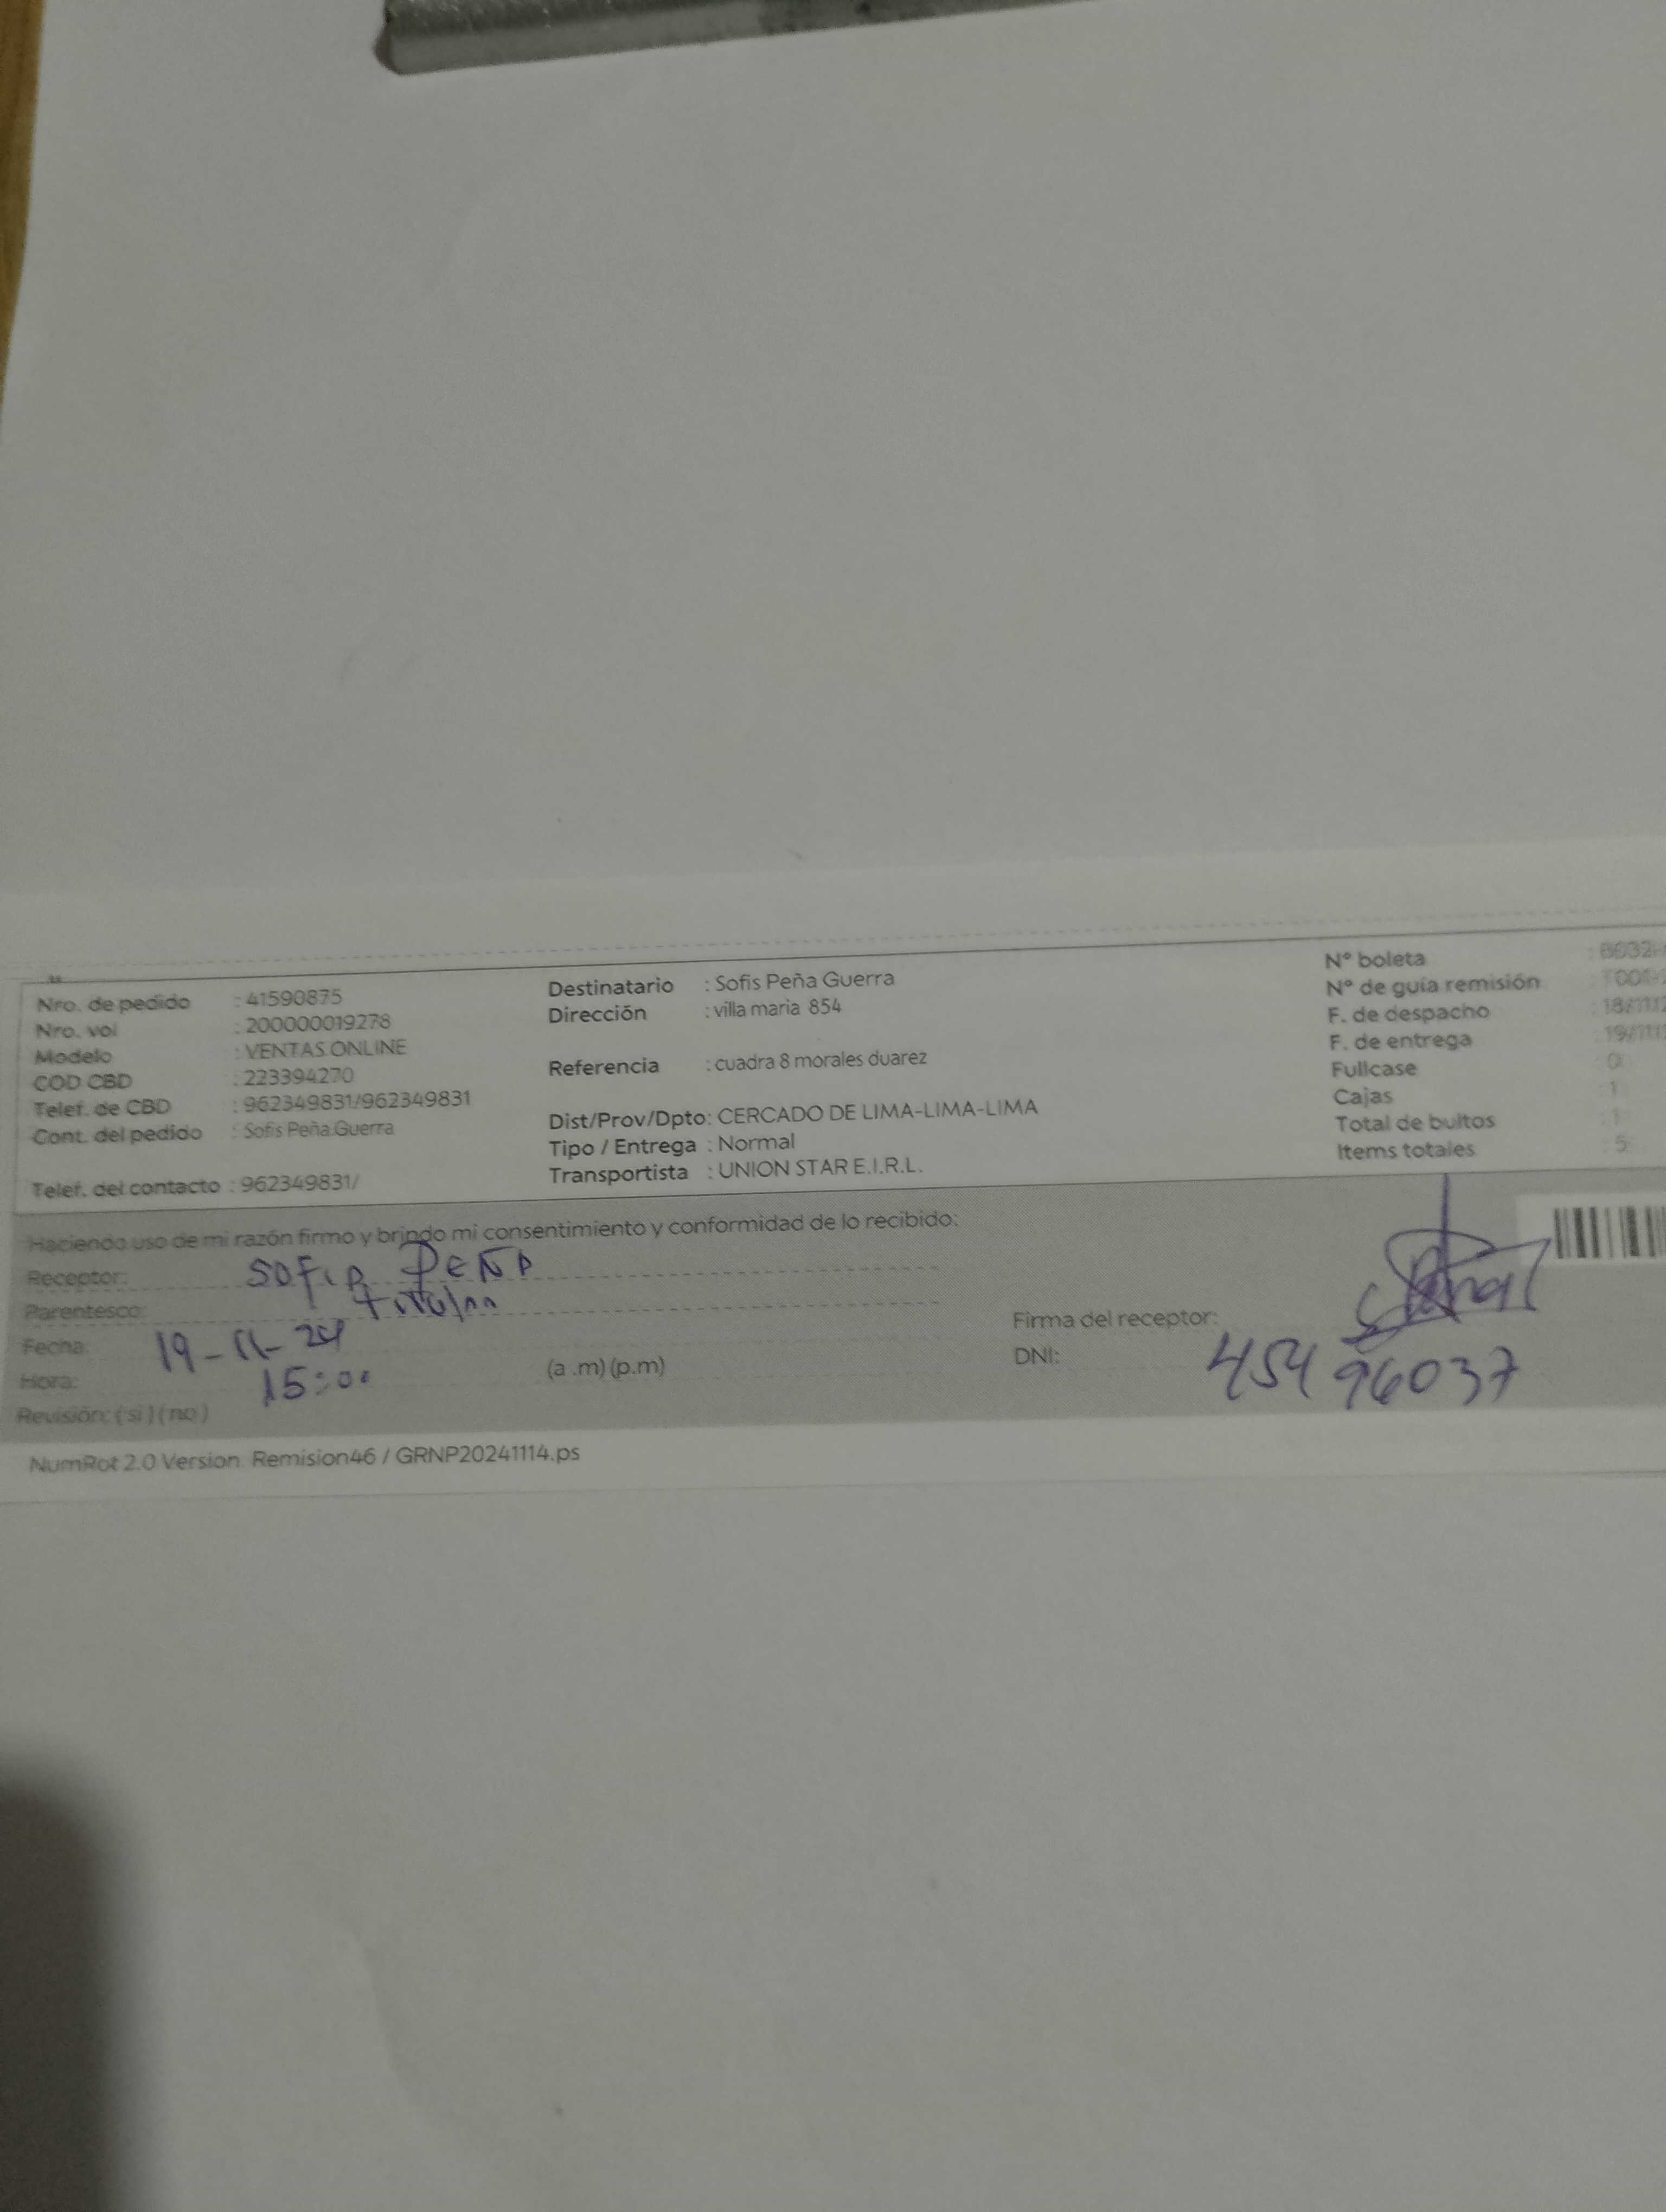 Nro. de pedido : 41590875
Nro. vol : 200000019278
Modelo : VENTAS ONLINE
COD CBD : 223394270
Telef. de CBD : 962349831/962349831
Cont. del pedido : Sofis Peña Guerra
Telef. del contacto : 962349831/
Destinatario : Sofis Peña Guerra
Dirección : villa maria 854
Referencia : cuadra 8 morales duarez
Dist/Prov/Dpto: CERCADO DE LIMA-LIMA-LIMA
Tipo / Entrega : Normal
Transportista : UNION STAR E.I.R.L.
N° boleta
N° de guía remisión
F. de despacho : 18/11/
F. de entrega : 19/11/
Fullcase : 0
Cajas : 1
Total de bultos : 1
Items totales : 5
Haciendo uso de mi razón firmo y brindo mi consentimiento y conformidad de lo recibido:
Receptor: SOFIA PEÑA
Parentesco: titular
Fecha: 19-11-24
Hora: 15:00 (a .m) (p.m)
Revisión: ( si ) ( no )
Firma del receptor:
DNI: 45496037
NumRot 2.0 Version Remision46 / GRNP20241114.ps